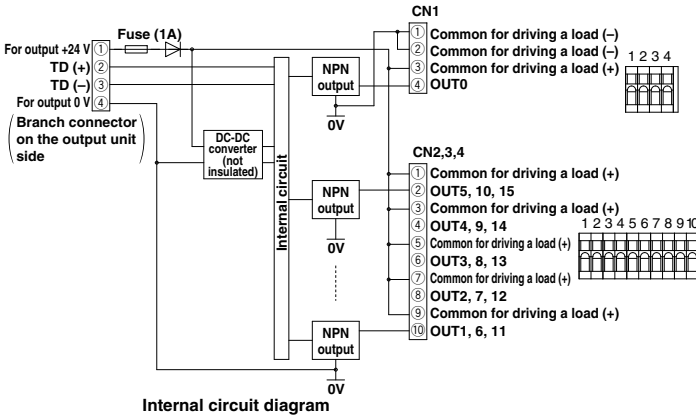 CN1
Fuse (1A)
For output +24 V ①
TD (+) ②
TD (–) ③
For output 0 V ④
(Branch connector
on the output unit
side)
DC-DC
converter
(not
insulated)
Internal circuit
NPN
output
0V
① Common for driving a load (–)
② Common for driving a load (–)
③ Common for driving a load (+)
④ OUT0
1 2 3 4
CN2,3,4
NPN
output
0V
① Common for driving a load (+)
② OUT5, 10, 15
③ Common for driving a load (+)
④ OUT4, 9, 14
⑤ Common for driving a load (+)
⑥ OUT3, 8, 13
⑦ Common for driving a load (+)
⑧ OUT2, 7, 12
⑨ Common for driving a load (+)
⑩ OUT1, 6, 11
1 2 3 4 5 6 7 8 9 10
NPN
output
0V
Internal circuit diagram